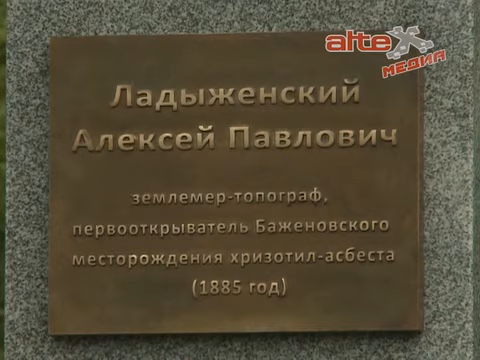 alteX
МЕДИА
Ладыженский
Алексей Павлович
землемер-топограф,
первооткрыватель Баженовского
месторождения хризотил-асбеста
(1885 год)